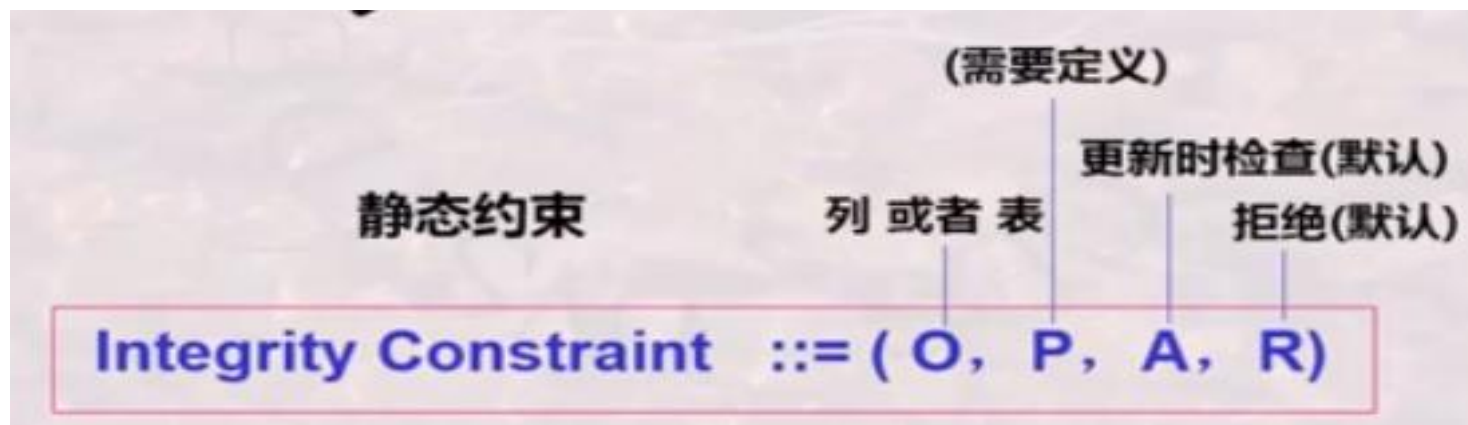 (需要定义)
更新时检查(默认)
静态约束
列 或者 表
拒绝(默认)
Integrity Constraint ::= ( O, P, A, R)